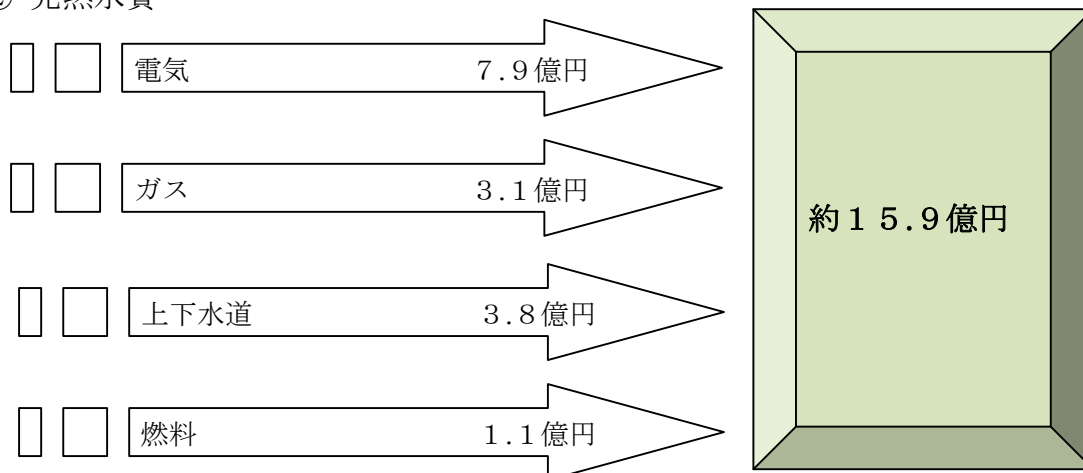 電気 7.9億円
ガス 3.1億円
約15.9億円
上下水道 3.8億円
燃料 1.1億円